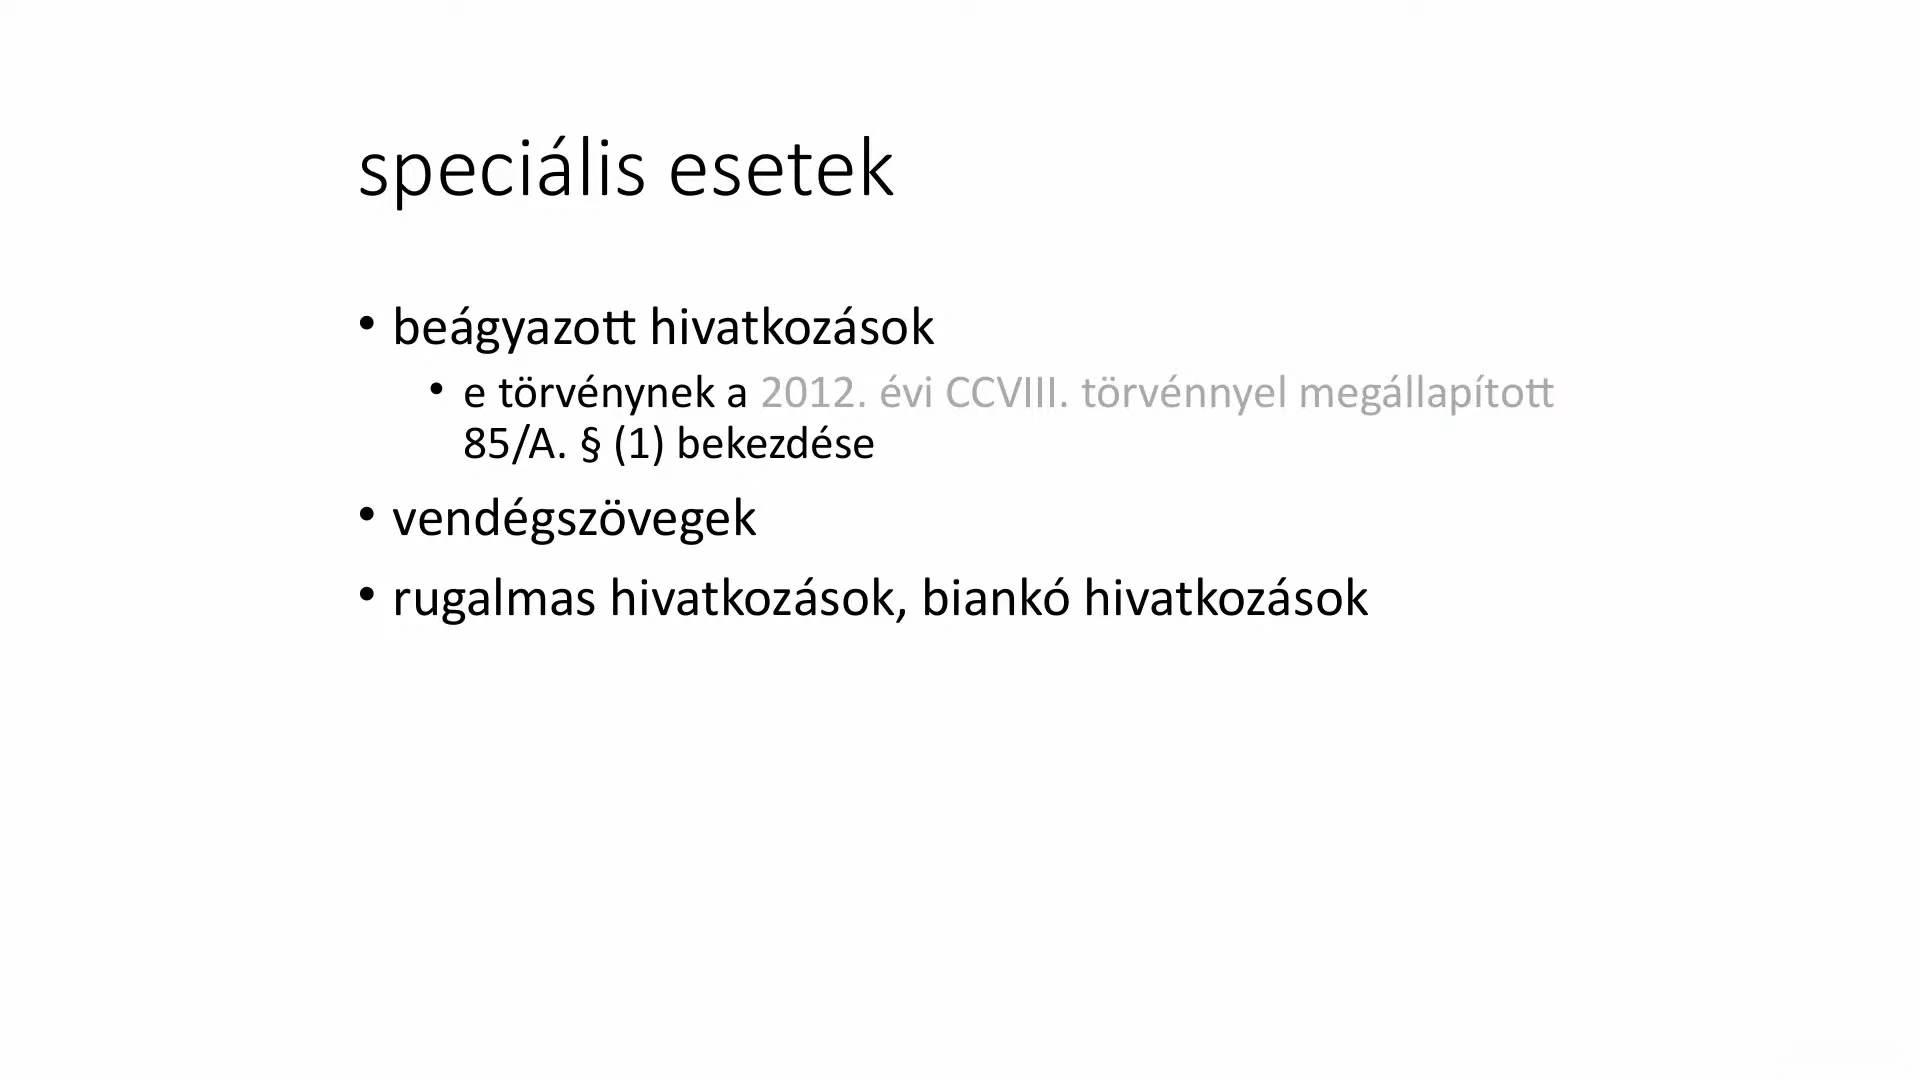 speciális esetek
• beágyazott hivatkozások
• e törvénynek a 2012. évi CCVIII. törvénnyel megállapított
85/A. § (1) bekezdése
• vendégszövegek
• rugalmas hivatkozások, biankó hivatkozások